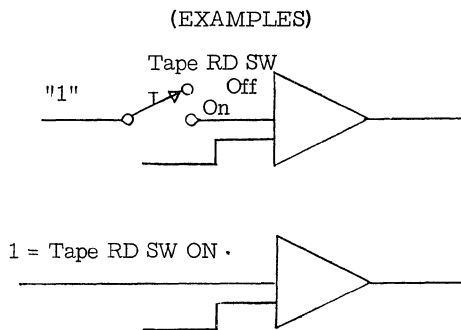 (EXAMPLES)
Tape RD SW
"1"
Off
On
1 = Tape RD SW ON.